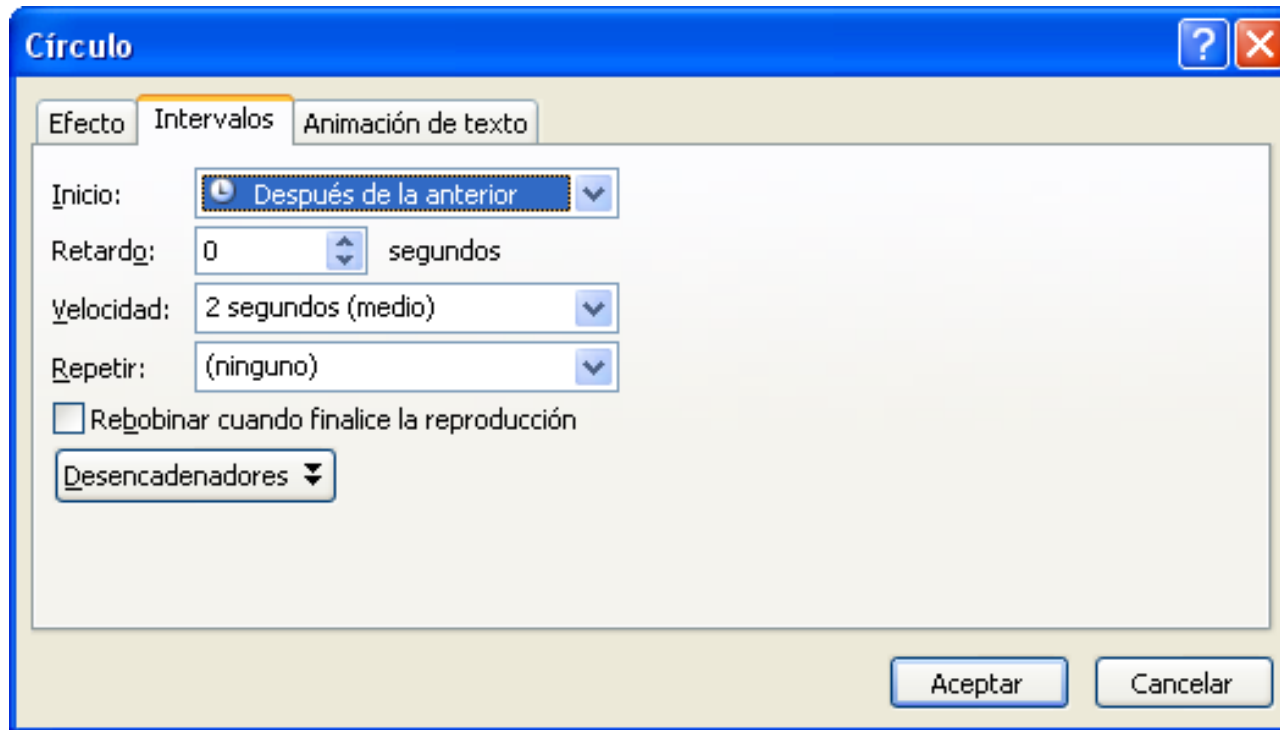 Círculo
Efecto Intervalos Animación de texto
Inicio: Después de la anterior
Retardo: 0 segundos
Velocidad: 2 segundos (medio)
Repetir: (ninguno)
Rebobinar cuando finalice la reproducción
Desencadenadores
Aceptar Cancelar